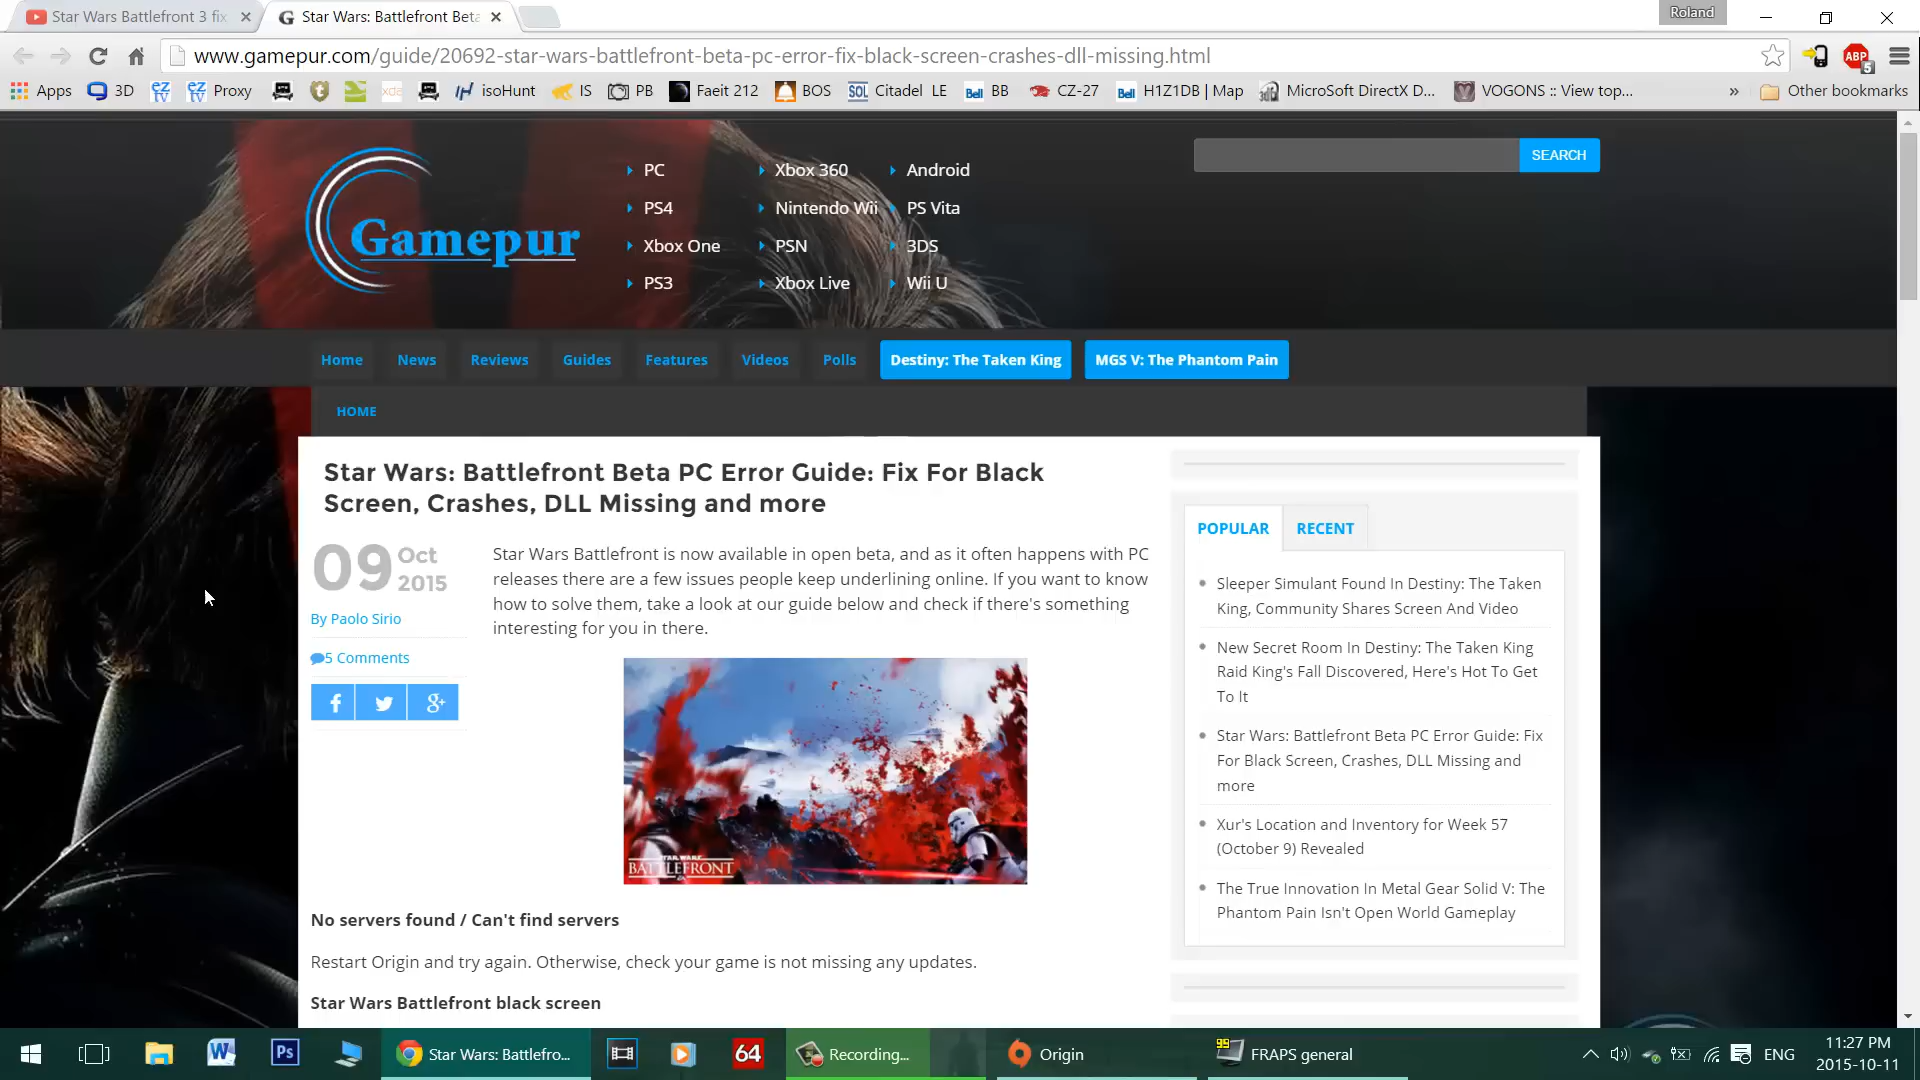 Star Wars Battlefront 3 fix
Star Wars: Battlefront Beta
Roland
www.gamepur.com/guide/20692-star-wars-battlefront-beta-pc-error-fix-black-screen-crashes-dll-missing.html
ABP
5
Apps
3D
Proxy
isoHunt
IS
PB
Faeit 212
BOS
SOL
Citadel LE
Bell
BB
CZ-27
Bell
H1Z1DB | Map
MicroSoft DirectX D...
VOGONS :: View top...
»
Other bookmarks
Gamepur
PC
Xbox 360
Android
SEARCH
PS4
Nintendo Wii
PS Vita
Xbox One
PSN
3DS
PS3
Xbox Live
Wii U
Home
News
Reviews
Guides
Features
Videos
Polls
Destiny: The Taken King
MGS V: The Phantom Pain
HOME
Star Wars: Battlefront Beta PC Error Guide: Fix For Black
Screen, Crashes, DLL Missing and more
09 Oct
2015
By Paolo Sirio
5 Comments
Star Wars Battlefront is now available in open beta, and as it often happens with PC
releases there are a few issues people keep underlining online. If you want to know
how to solve them, take a look at our guide below and check if there's something
interesting for you in there.
STAR WARS
BATTLEFRONT
No servers found / Can't find servers
Restart Origin and try again. Otherwise, check your game is not missing any updates.
Star Wars Battlefront black screen
POPULAR
RECENT
Sleeper Simulant Found In Destiny: The Taken
King, Community Shares Screen And Video
New Secret Room In Destiny: The Taken King
Raid King's Fall Discovered, Here's Hot To Get
To It
Star Wars: Battlefront Beta PC Error Guide: Fix
For Black Screen, Crashes, DLL Missing and
more
Xur's Location and Inventory for Week 57
(October 9) Revealed
The True Innovation In Metal Gear Solid V: The
Phantom Pain Isn't Open World Gameplay
Ps
Star Wars: Battlefro...
64
Recording...
Origin
99
FRAPS general
ENG
11:27 PM
2015-10-11